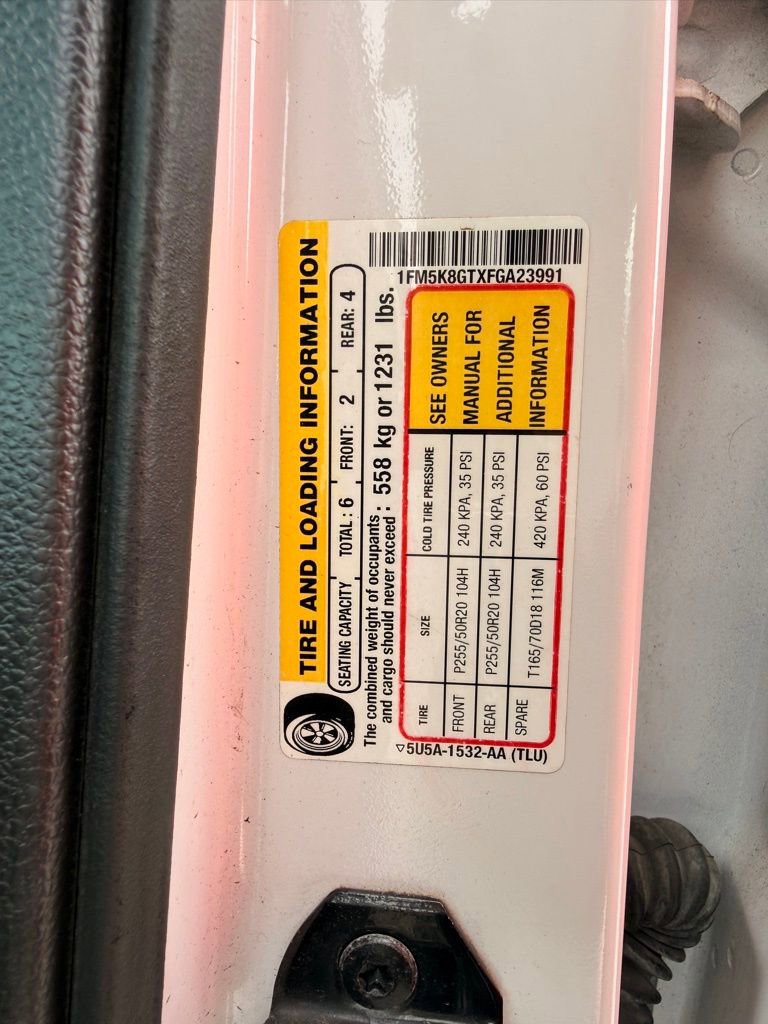 TIRE AND LOADING INFORMATION
SEATING CAPACITY TOTAL: 6 FRONT: 2 REAR: 4
The combined weight of occupants
and cargo should never exceed: 558 kg or 1231 lbs.
1FM5K8GTXFGA23991
TIRE SIZE COLD TIRE PRESSURE
FRONT P255/50R20 104H 240 KPA, 35 PSI
REAR P255/50R20 104H 240 KPA, 35 PSI
SPARE T165/70D18 116M 420 KPA, 60 PSI
SEE OWNERS
MANUAL FOR
ADDITIONAL
INFORMATION
▽5U5A-1532-AA (TLU)